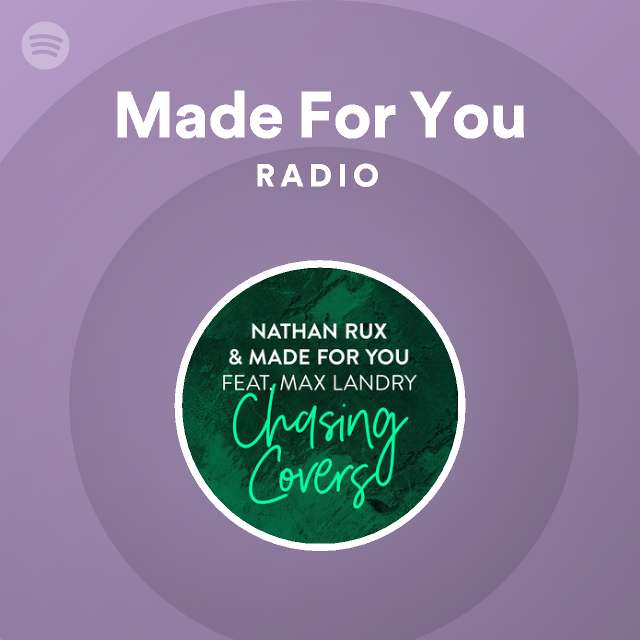 Made For You
RADIO
NATHAN RUX
& MADE FOR YOU
FEAT. MAX LANDRY
Chasing
Covers